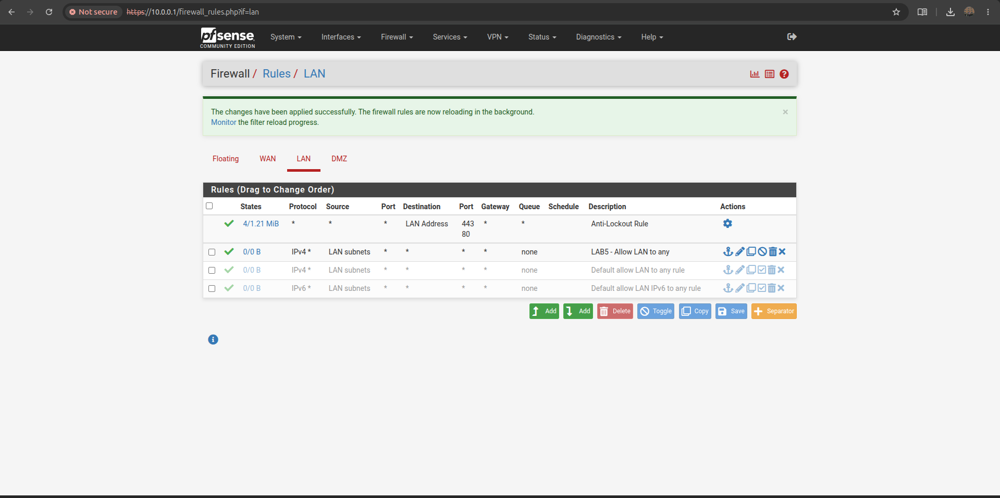 Not secure https://10.0.0.1/firewall_rules.php?if=lan
pfsense System Interfaces Firewall Services VPN Status Diagnostics Help
COMMUNITY EDITION
Firewall / Rules / LAN
The changes have been applied successfully. The firewall rules are now reloading in the background. ×
Monitor the filter reload progress.
Floating WAN LAN DMZ
Rules (Drag to Change Order)
States Protocol Source Port Destination Port Gateway Queue Schedule Description Actions
4/1.21 MiB * * * LAN Address 443 * * Anti-Lockout Rule
80
0/0 B IPv4 * LAN subnets * * * * none LAB5 - Allow LAN to any
0/0 B IPv4 * LAN subnets * * * * none Default allow LAN to any rule
0/0 B IPv6 * LAN subnets * * * * none Default allow LAN IPv6 to any rule
Add Add Delete Toggle Copy Save Separator